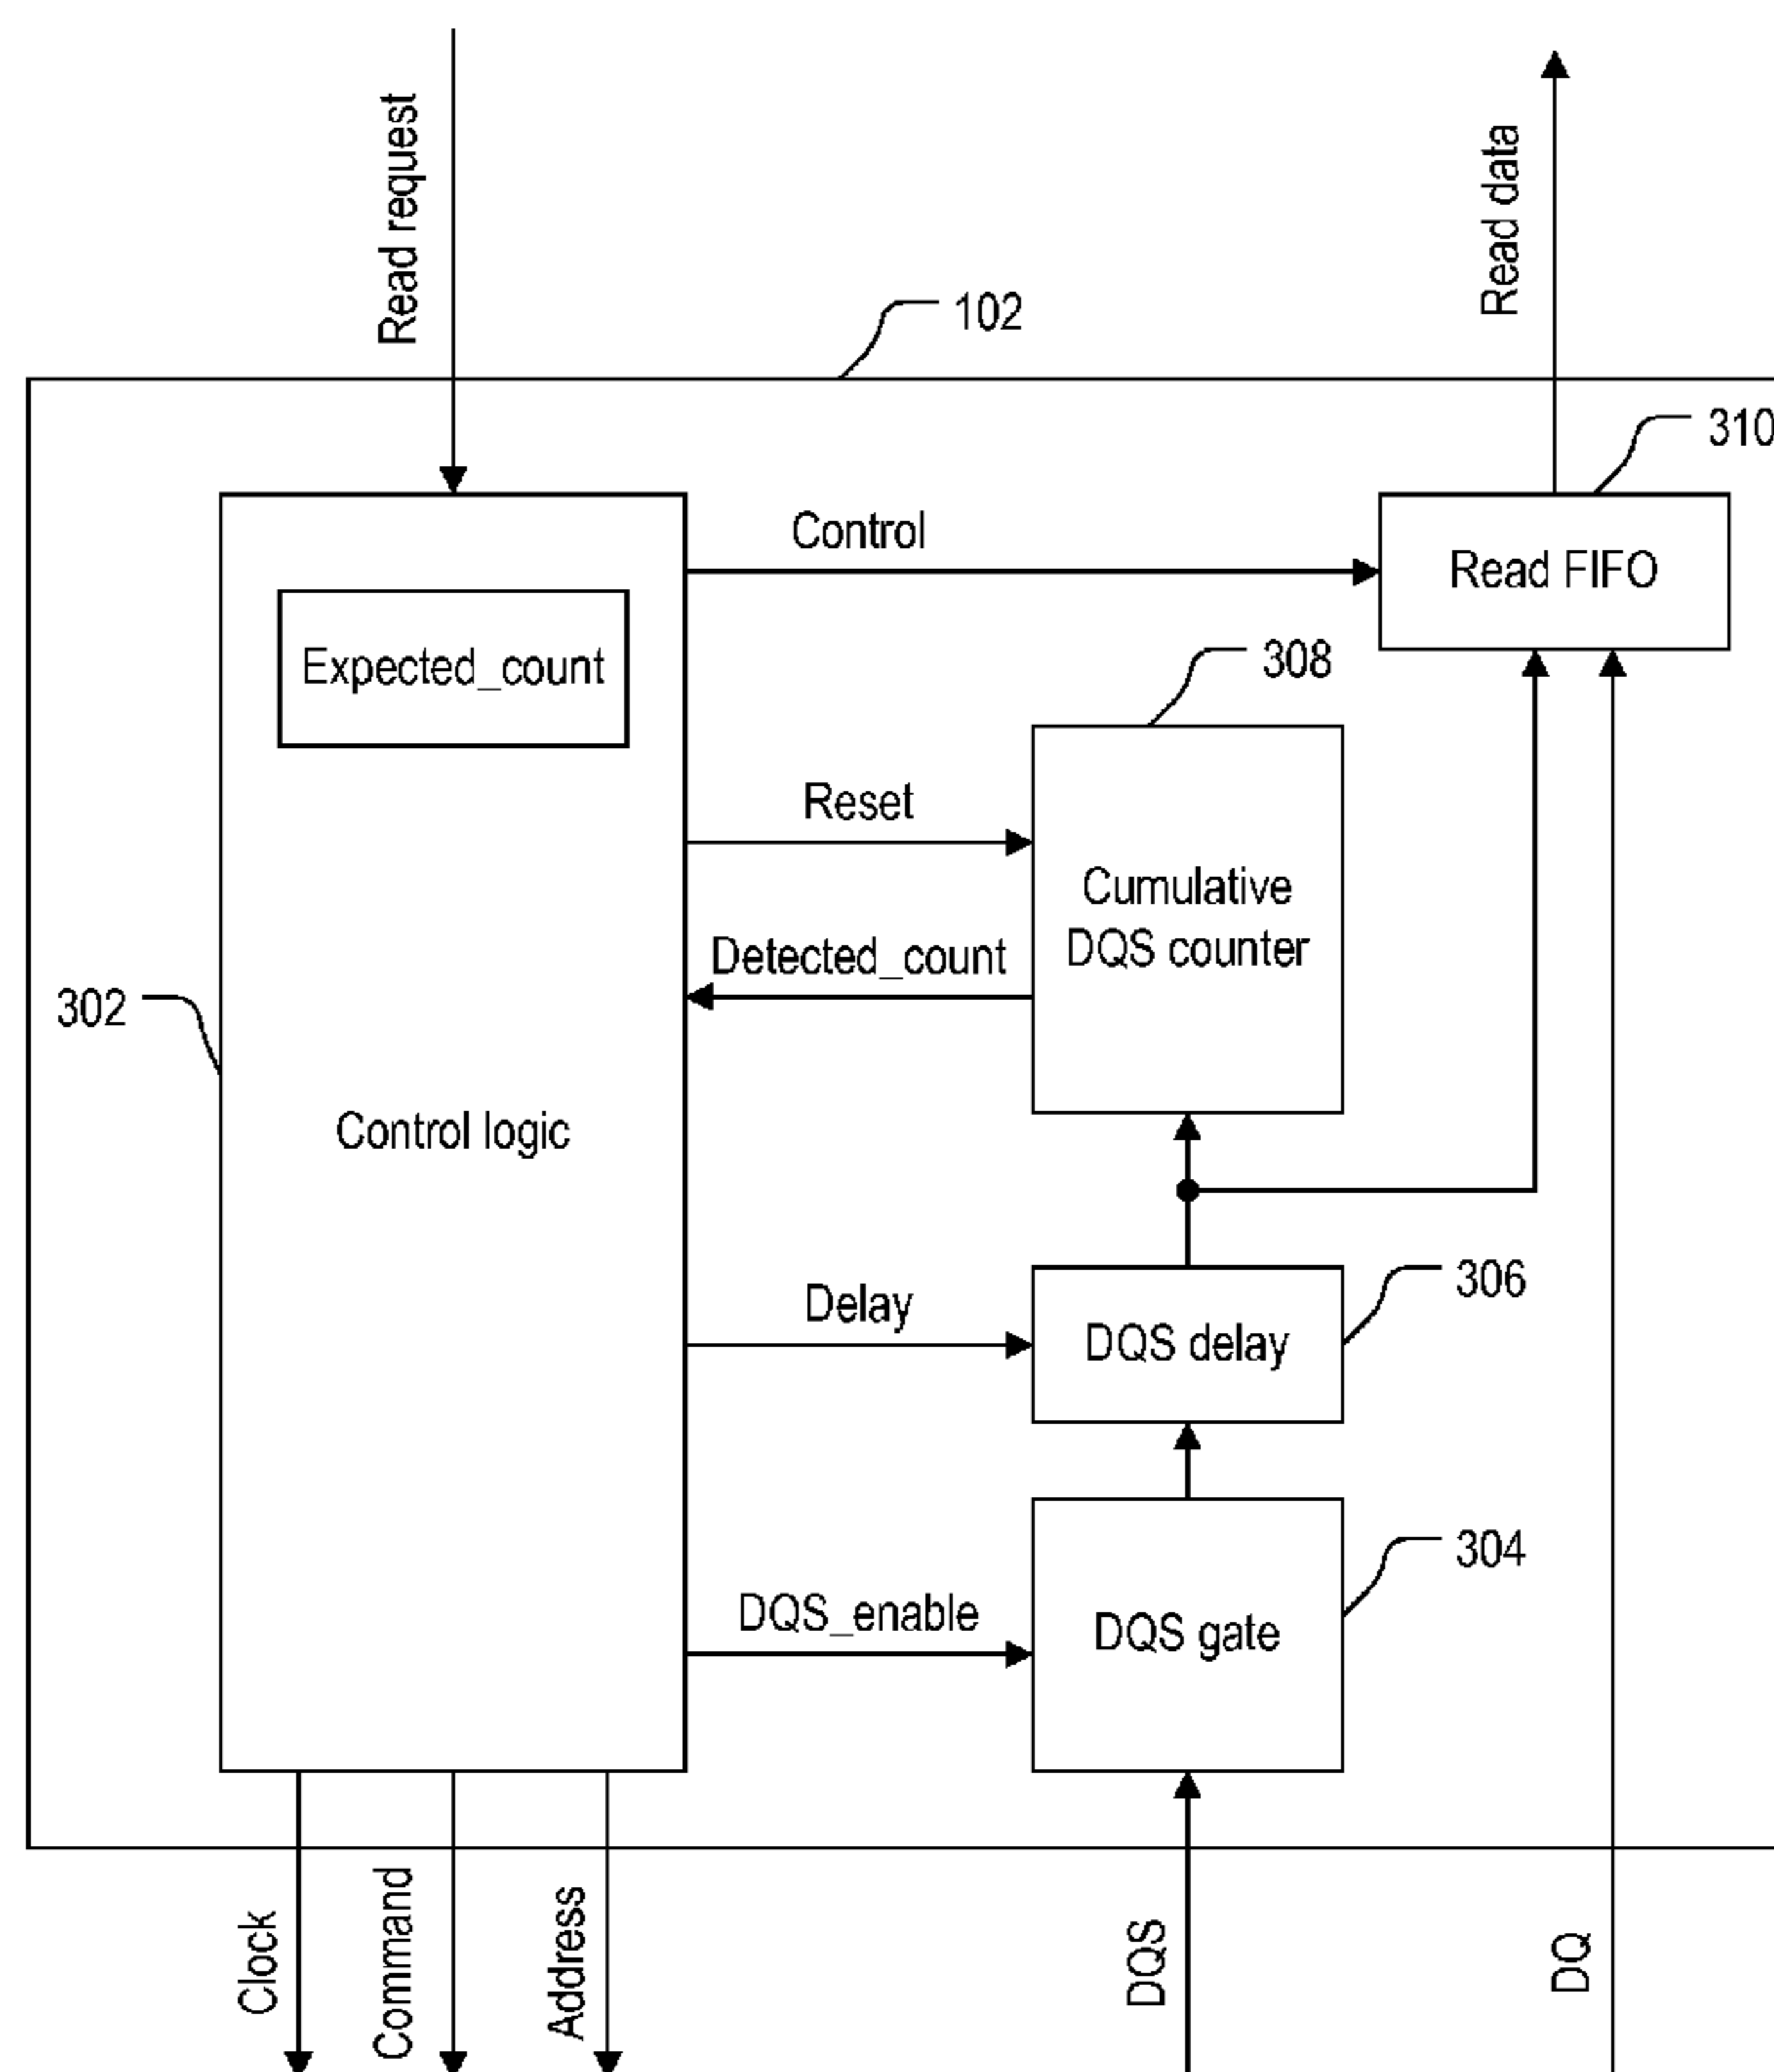 Read request
Read data
102
310
Control
Read FIFO
Expected_count
308
Reset
Cumulative
DQS counter
Detected_count
302
Control logic
306
Delay
DQS delay
304
DQS_enable
DQS gate
Clock
Command
Address
DQS
DQ